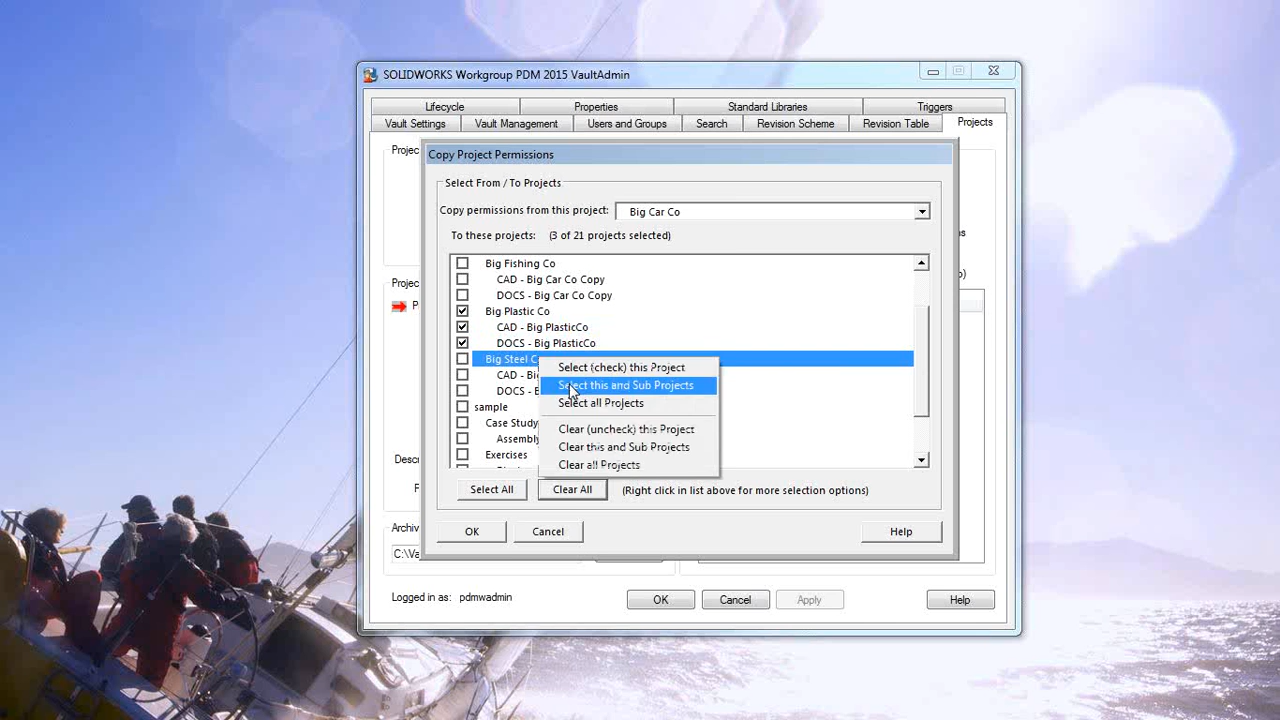 SOLIDWORKS Workgroup PDM 2015 VaultAdmin
Lifecycle Properties Standard Libraries Triggers
Vault Settings Vault Management Users and Groups Search Revision Scheme Revision Table Projects
Projec
Copy Project Permissions
Select From / To Projects
Copy permissions from this project: Big Car Co
To these projects: (3 of 21 projects selected)
Big Fishing Co
CAD - Big Car Co Copy
DOCS - Big Car Co Copy
Projec
Big Plastic Co
P
CAD - Big PlasticCo
DOCS - Big PlasticCo
Big Steel C
Select (check) this Project
CAD - Bi
Select this and Sub Projects
DOCS - B
Select all Projects
sample
Case Study
Clear (uncheck) this Project
Assembly
Clear this and Sub Projects
Exercises
Clear all Projects
Descr
Select All Clear All (Right click in list above for more selection options)
OK Cancel Help
Archiv
C:\Va
Logged in as: pdmwadmin OK Cancel Apply Help